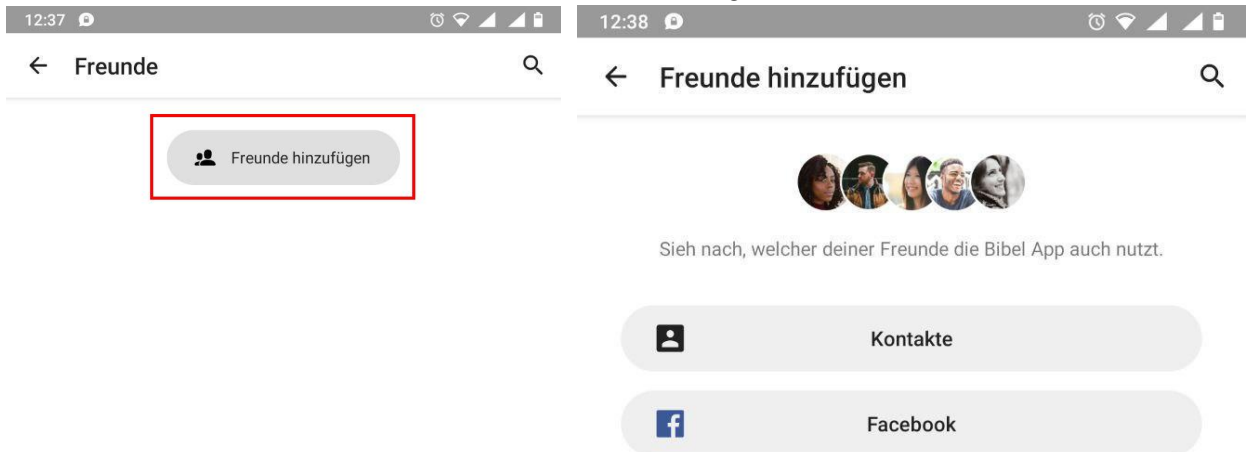 12:37
Freunde
Freunde hinzufügen
12:38
Freunde hinzufügen
Sieh nach, welcher deiner Freunde die Bibel App auch nutzt.
Kontakte
Facebook